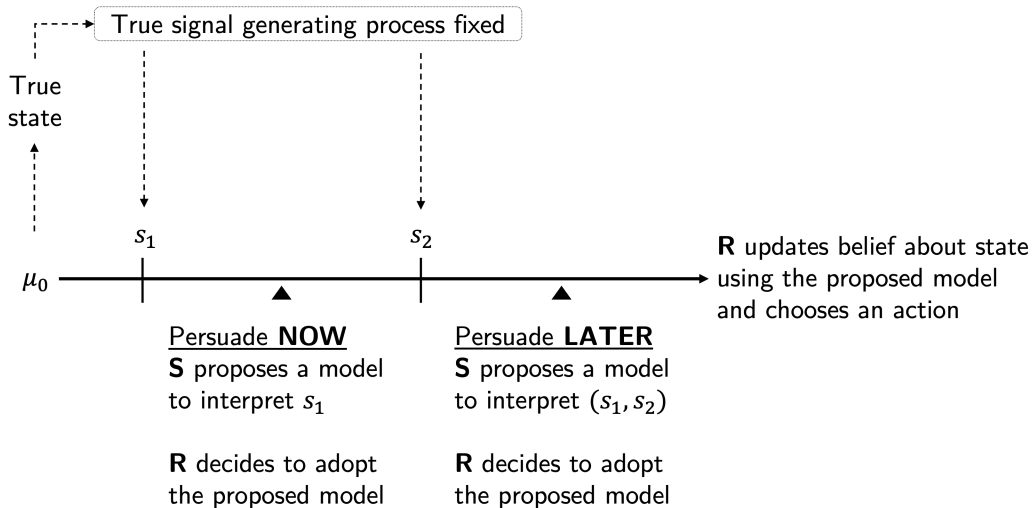 True signal generating process fixed
True
state
s₁
s₂
μ₀
R updates belief about state
using the proposed model
and chooses an action
Persuade NOW
S proposes a model
to interpret s₁
R decides to adopt
the proposed model
Persuade LATER
S proposes a model
to interpret (s₁, s₂)
R decides to adopt
the proposed model